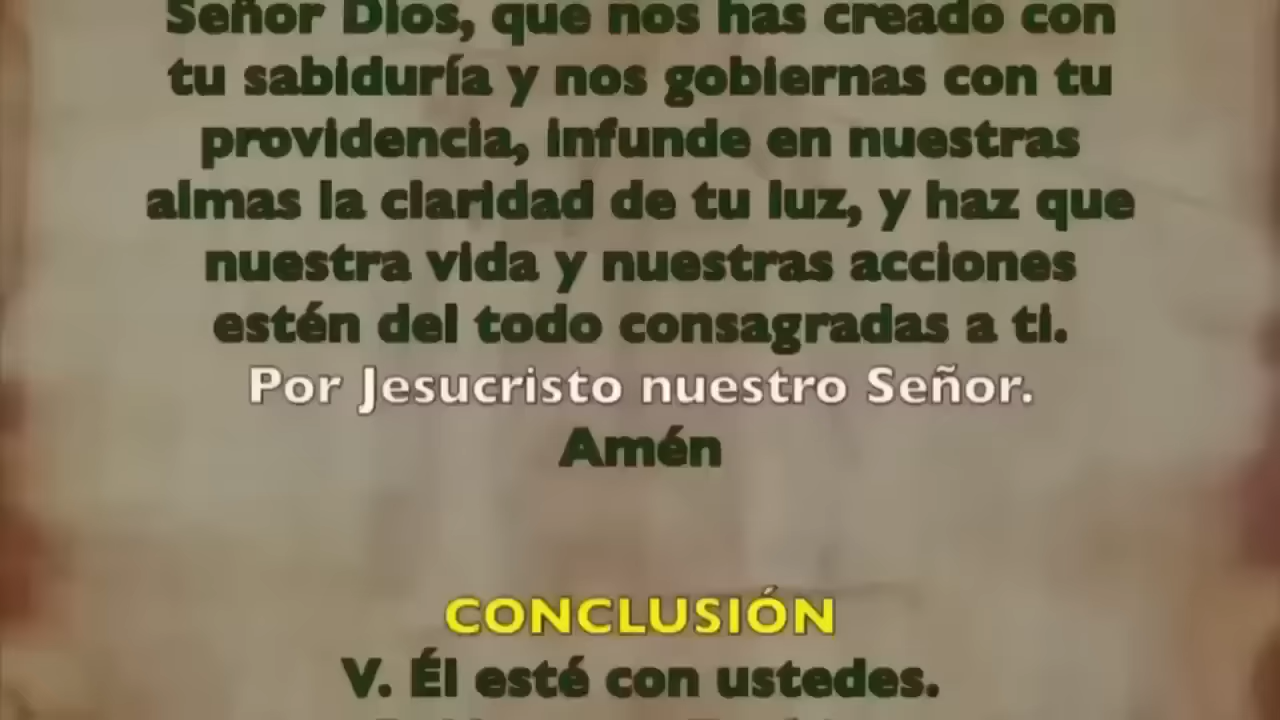 Señor Dios, que nos has creado con
tu sabiduría y nos gobiernas con tu
providencia, infunde en nuestras
almas la claridad de tu luz, y haz que
nuestra vida y nuestras acciones
estén del todo consagradas a ti.
Por Jesucristo nuestro Señor.
Amén
CONCLUSIÓN
V. Él esté con ustedes.